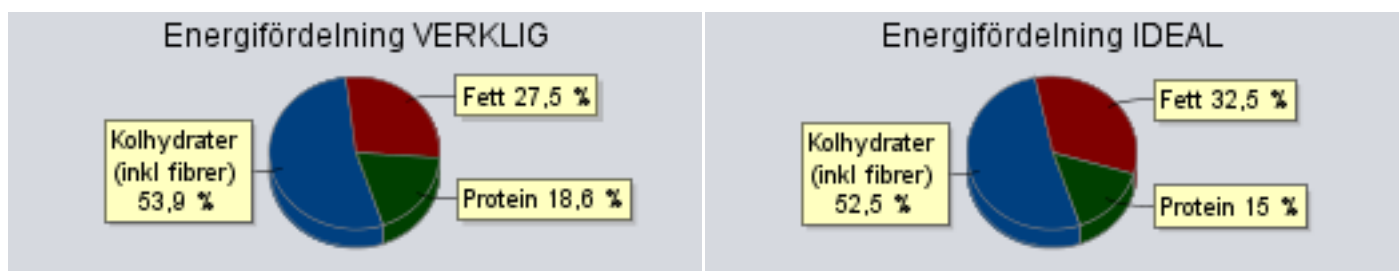 Energifördelning VERKLIG
Fett 27,5 %
Kolhydrater
(inkl fibrer)
53,9 %
Protein 18,6 %
Energifördelning IDEAL
Fett 32,5 %
Kolhydrater
(inkl fibrer)
52,5 %
Protein 15 %